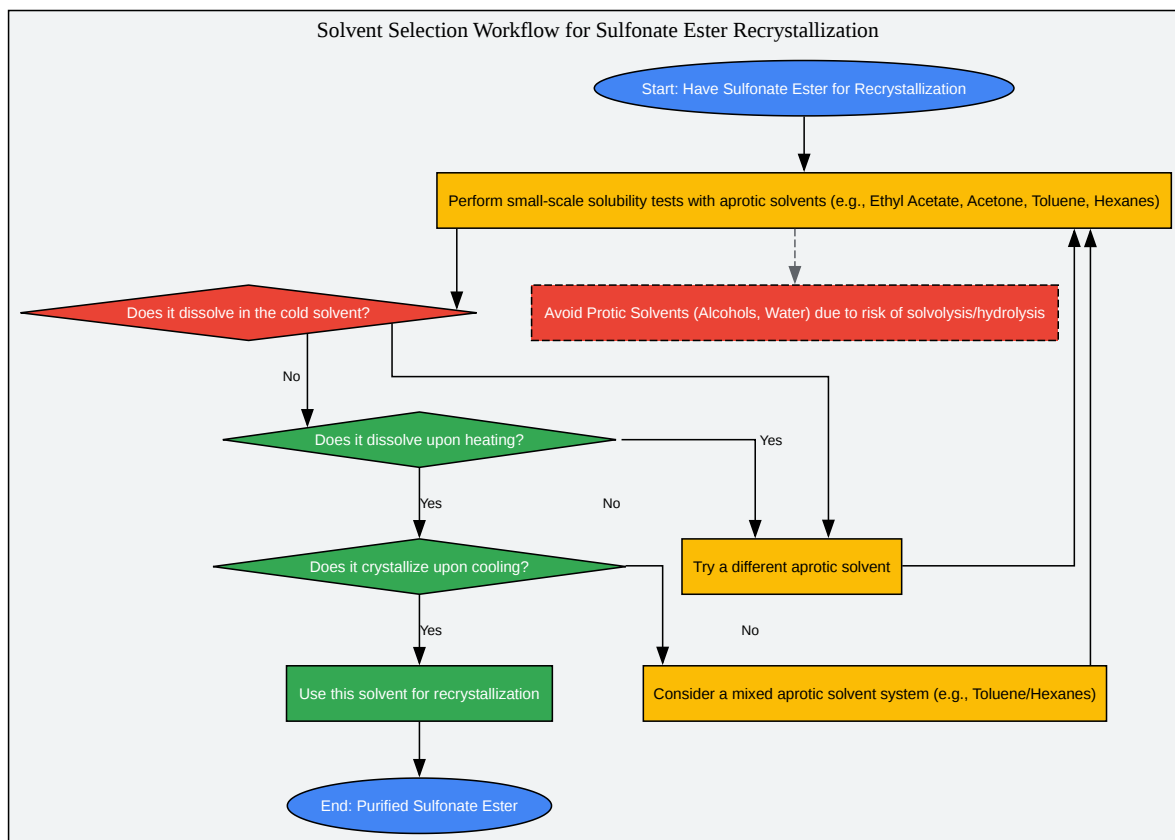 Solvent Selection Workflow for Sulfonate Ester Recrystallization
Start: Have Sulfonate Ester for Recrystallization
Perform small-scale solubility tests with aprotic solvents (e.g., Ethyl Acetate, Acetone, Toluene, Hexanes)
Does it dissolve in the cold solvent?
Avoid Protic Solvents (Alcohols, Water) due to risk of solvolysis/hydrolysis
No
Does it dissolve upon heating?
Yes
Yes
No
Does it crystallize upon cooling?
Try a different aprotic solvent
Yes
No
Use this solvent for recrystallization
Consider a mixed aprotic solvent system (e.g., Toluene/Hexanes)
End: Purified Sulfonate Ester